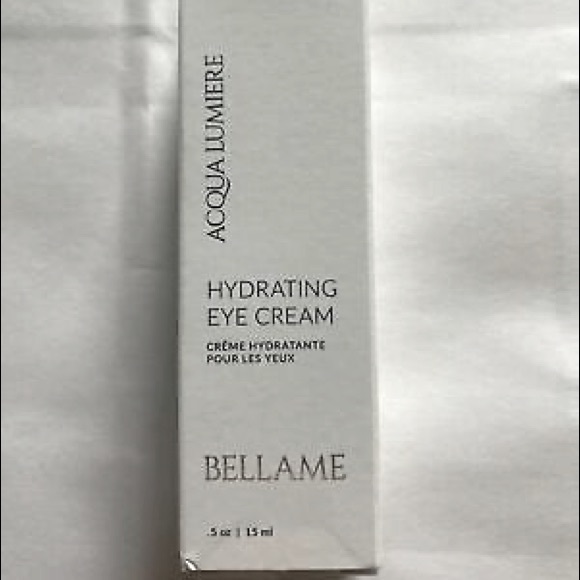 ACQUA LUMIERE
HYDRATING
EYE CREAM
CRÈME HYDRATANTE
POUR LES YEUX
BELLAME
.5 oz | 15 ml